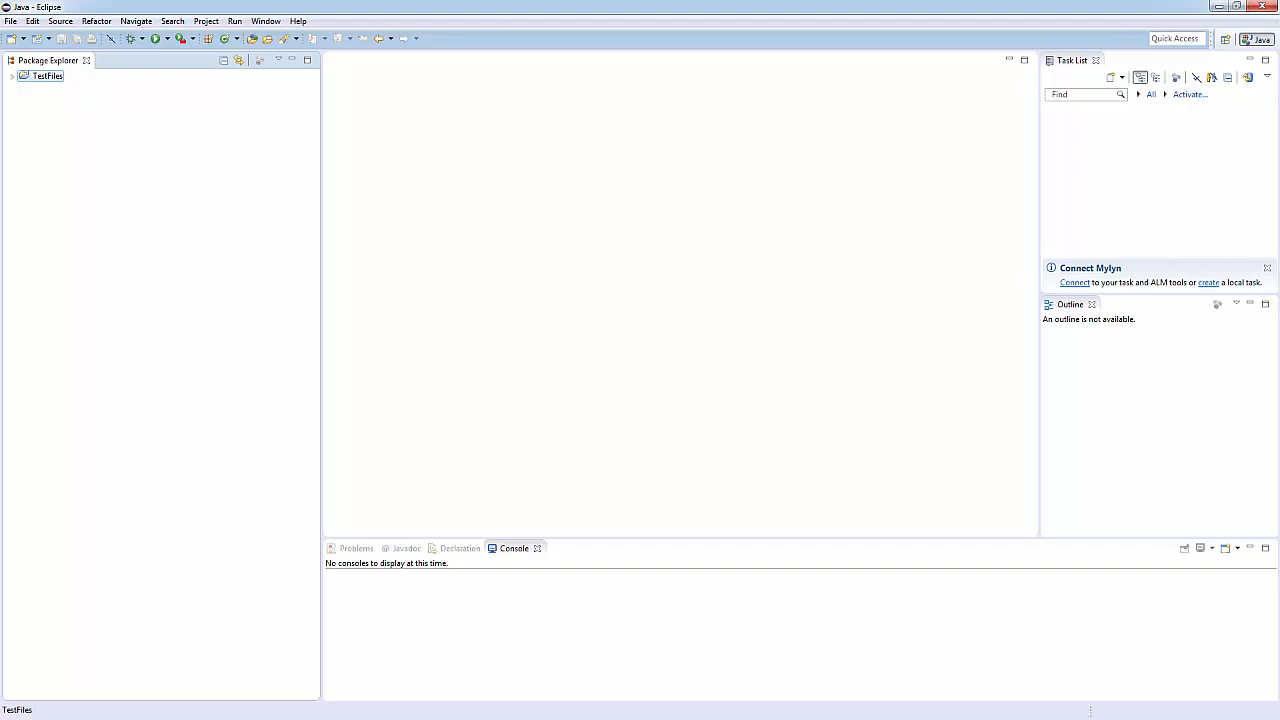 Java - Eclipse
File Edit Source Refactor Navigate Search Project Run Window Help
Quick Access
Java
Package Explorer
TestFiles
Task List
Find
All
Activate...
Connect Mylyn
Connect to your task and ALM tools or create a local task.
Outline
An outline is not available.
Problems @ Javadoc Declaration Console
No consoles to display at this time.
TestFiles